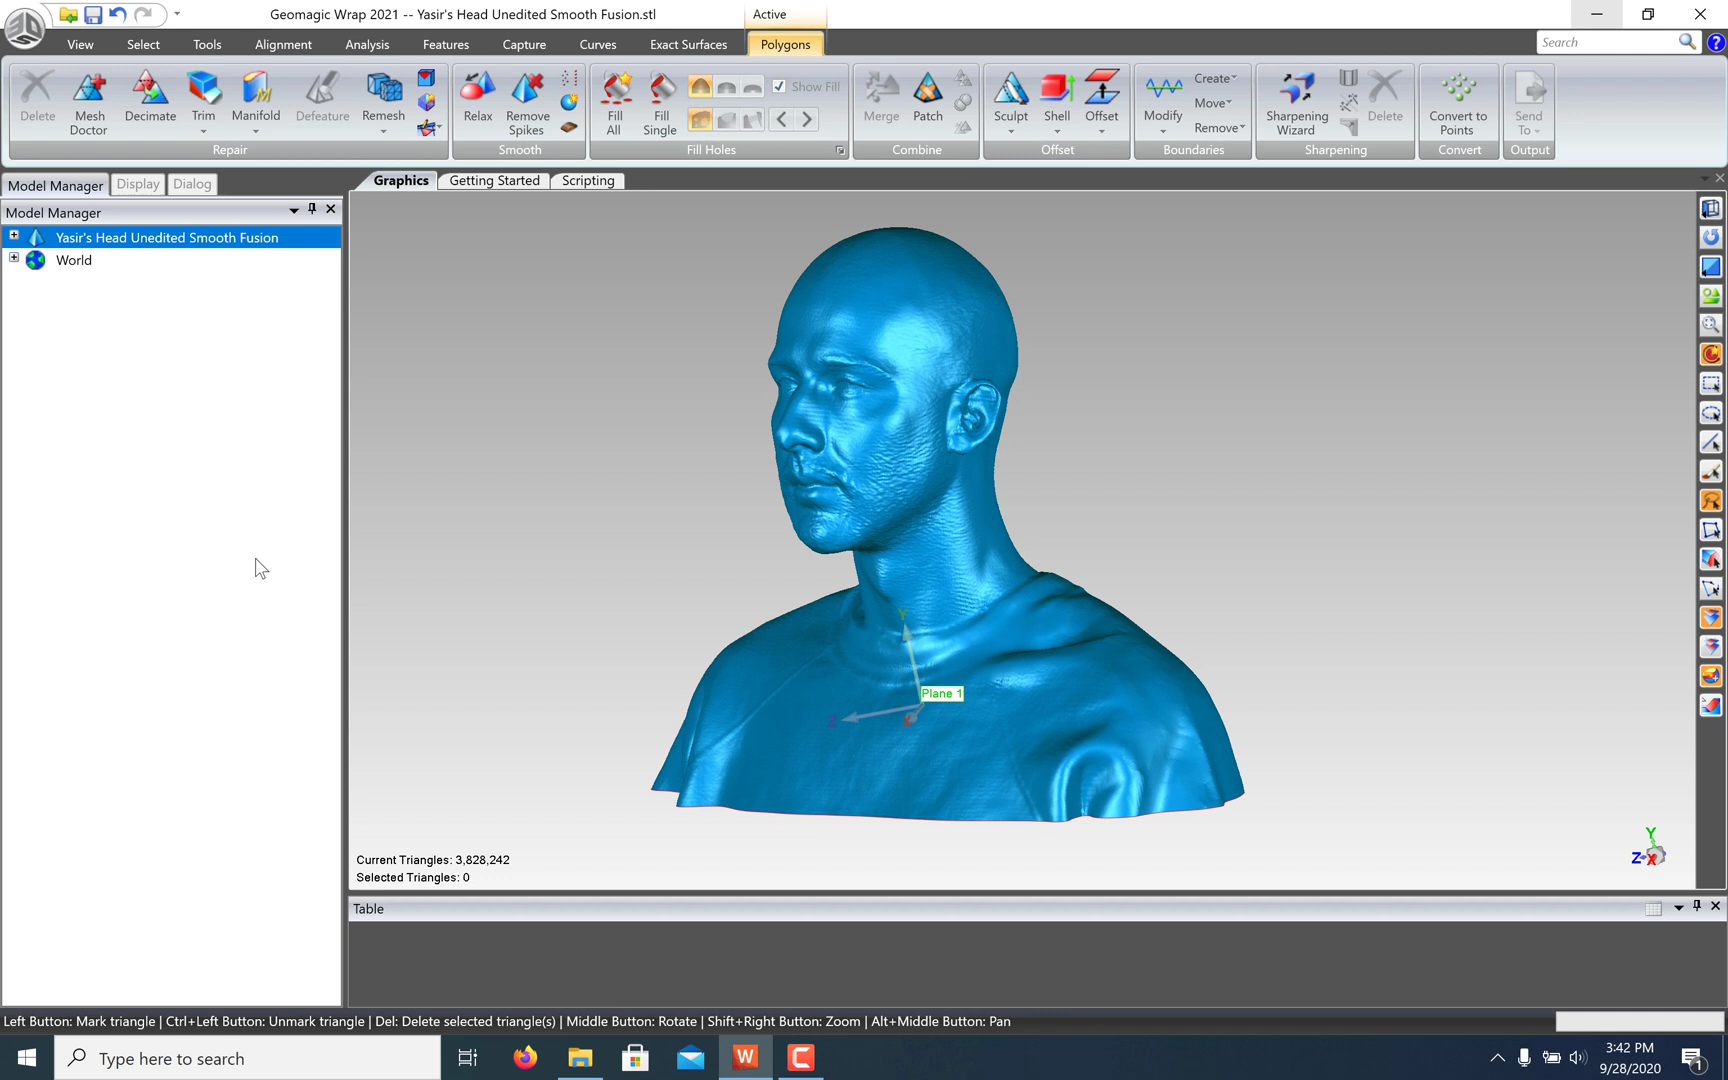 Geomagic Wrap 2021 -- Yasir's Head Unedited Smooth Fusion.stl
Active
View Select Tools Alignment Analysis Features Capture Curves Exact Surfaces Polygons
Search
Delete
Mesh Doctor
Decimate
Trim
Manifold
Defeature
Remesh
Repair
Relax
Remove Spikes
Smooth
Fill All
Fill Single
Show Fill
Fill Holes
Merge
Patch
Combine
Sculpt
Shell
Offset
Offset
Modify
Create
Move
Remove
Boundaries
Sharpening Wizard
Delete
Sharpening
Convert to Points
Convert
Send To
Output
Model Manager Display Dialog
Graphics Getting Started Scripting
Model Manager
Yasir's Head Unedited Smooth Fusion
World
Y
Plane 1
Z
X
Current Triangles: 3,828,242
Selected Triangles: 0
Y
Z X
Table
Left Button: Mark triangle | Ctrl+Left Button: Unmark triangle | Del: Delete selected triangle(s) | Middle Button: Rotate | Shift+Right Button: Zoom | Alt+Middle Button: Pan
Type here to search
W
C
3:42 PM
9/28/2020
1